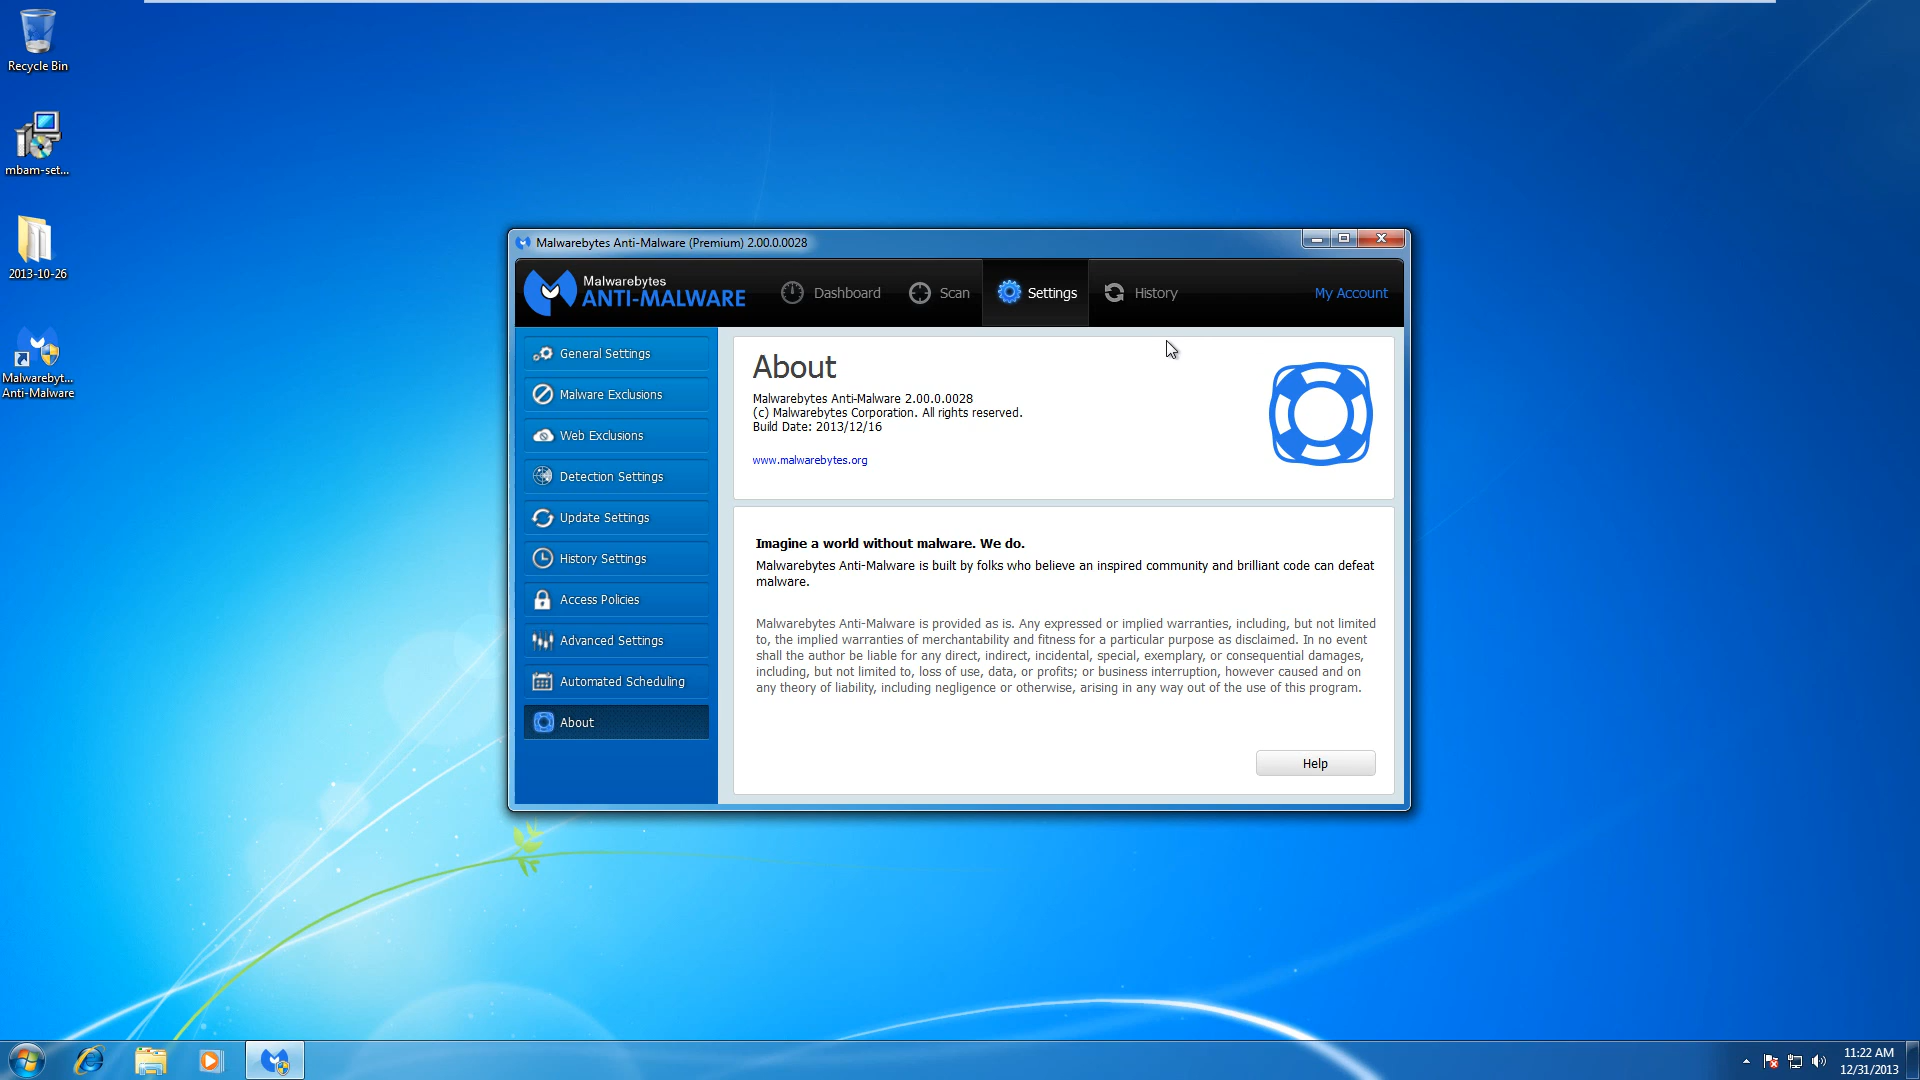 Recycle Bin
mbam-set...
2013-10-26
Malwarebyt...
Anti-Malware
Malwarebytes Anti-Malware (Premium) 2.00.0.0028
Malwarebytes
ANTI-MALWARE
Dashboard
Scan
Settings
History
My Account
General Settings
Malware Exclusions
Web Exclusions
Detection Settings
Update Settings
History Settings
Access Policies
Advanced Settings
Automated Scheduling
About
About
Malwarebytes Anti-Malware 2.00.0.0028
(c) Malwarebytes Corporation. All rights reserved.
Build Date: 2013/12/16
www.malwarebytes.org
Imagine a world without malware. We do.
Malwarebytes Anti-Malware is built by folks who believe an inspired community and brilliant code can defeat
malware.
Malwarebytes Anti-Malware is provided as is. Any expressed or implied warranties, including, but not limited
to, the implied warranties of merchantability and fitness for a particular purpose as disclaimed. In no event
shall the author be liable for any direct, indirect, incidental, special, exemplary, or consequential damages,
including, but not limited to, loss of use, data, or profits; or business interruption, however caused and on
any theory of liability, including negligence or otherwise, arising in any way out of the use of this program.
Help
11:22 AM
12/31/2013